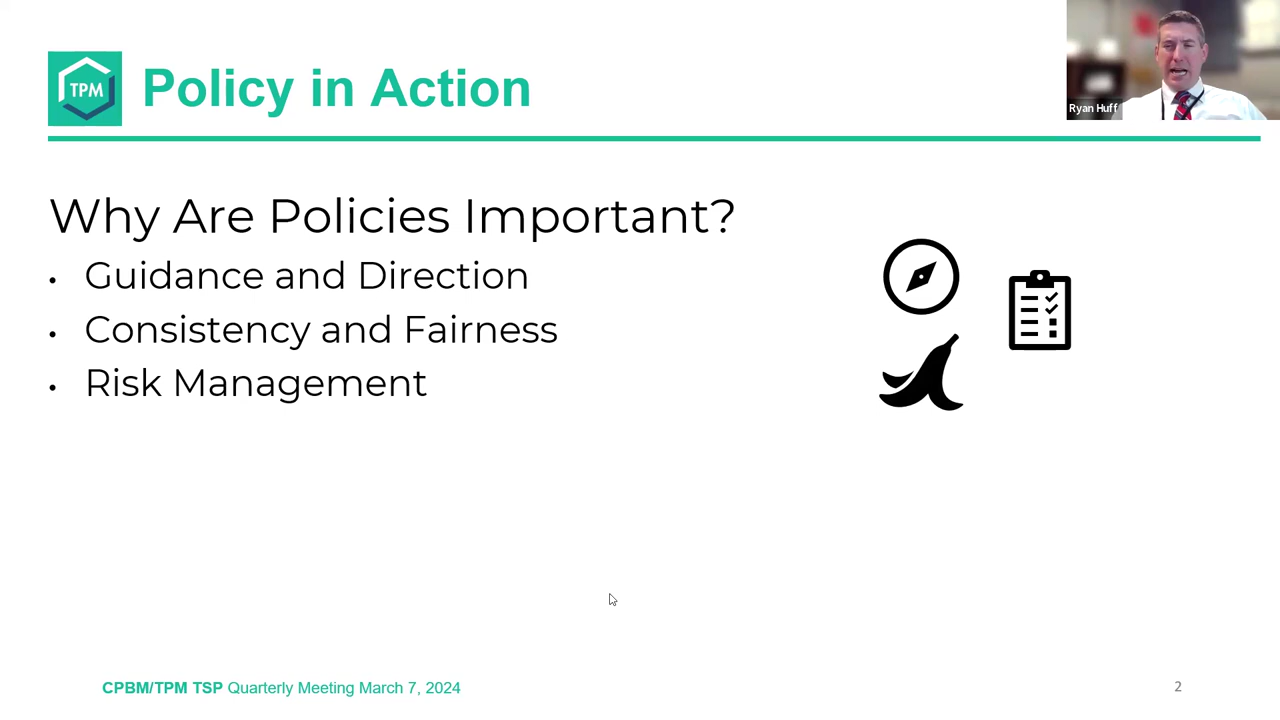 TPM
Policy in Action
Ryan Huff
Why Are Policies Important?
• Guidance and Direction
• Consistency and Fairness
• Risk Management
CPBM/TPM TSP Quarterly Meeting March 7, 2024
2